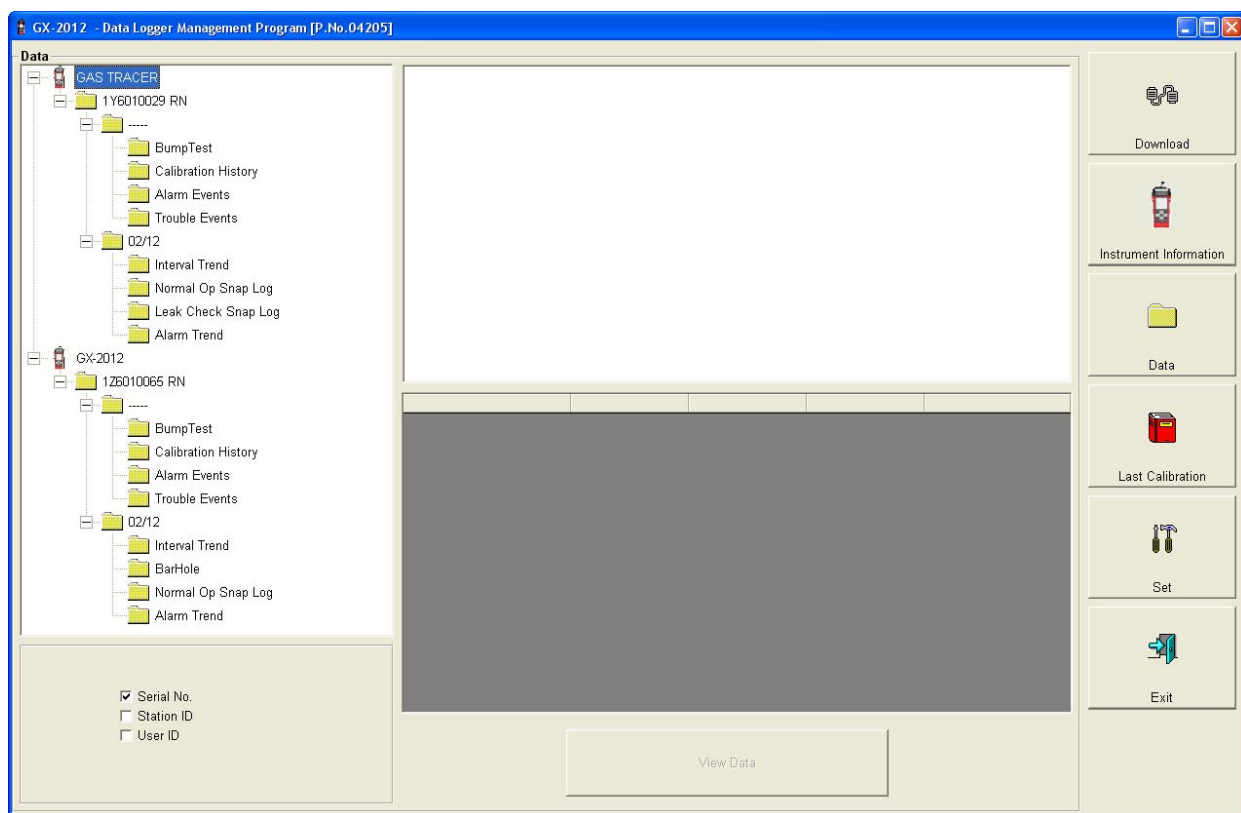 GX-2012 - Data Logger Management Program [P.No.04205]
Data
GAS TRACER
1Y6010029 RN
-----
BumpTest
Calibration History
Alarm Events
Trouble Events
02/12
Interval Trend
Normal Op Snap Log
Leak Check Snap Log
Alarm Trend
GX-2012
1Z6010065 RN
-----
BumpTest
Calibration History
Alarm Events
Trouble Events
02/12
Interval Trend
BarHole
Normal Op Snap Log
Alarm Trend
Serial No.
Station ID
User ID
View Data
Download
Instrument Information
Data
Last Calibration
Set
Exit